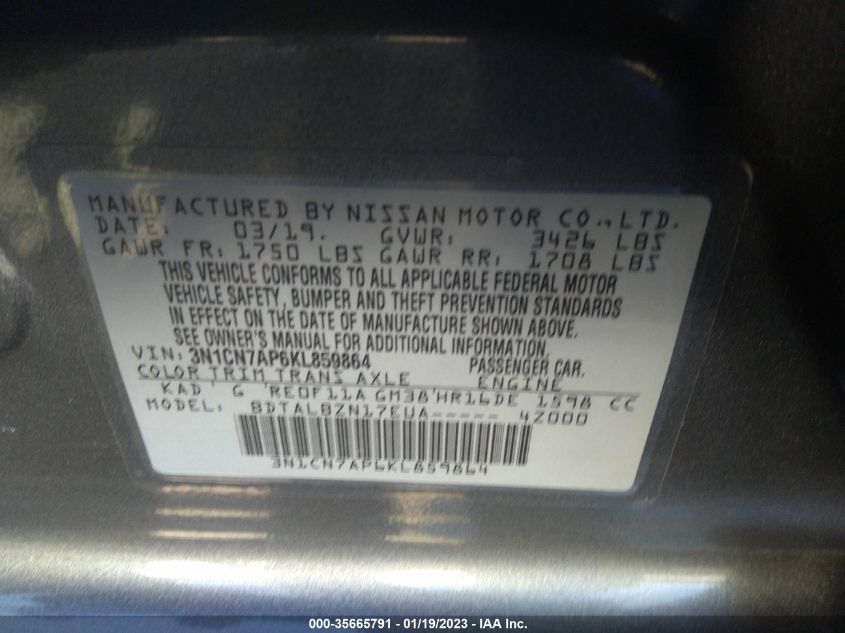 MANUFACTURED BY NISSAN MOTOR CO., LTD.
DATE: 03/19. GVWR: 3426 LBS
GAWR FR: 1750 LBS GAWR RR: 1708 LBS
THIS VEHICLE CONFORMS TO ALL APPLICABLE FEDERAL MOTOR
VEHICLE SAFETY, BUMPER AND THEFT PREVENTION STANDARDS
IN EFFECT ON THE DATE OF MANUFACTURE SHOWN ABOVE.
SEE OWNER'S MANUAL FOR ADDITIONAL INFORMATION.
VIN: 3N1CN7AP6KL859864 PASSENGER CAR.
COLOR TRIM TRANS AXLE ENGINE
KAD G RE0F11A GM38 HR16DE 1598 CC
MODEL: BDTALBZN17EUA----- 4Z000
3N1CN7AP6KL859864
000-35665791 - 01/19/2023 - IAA Inc.